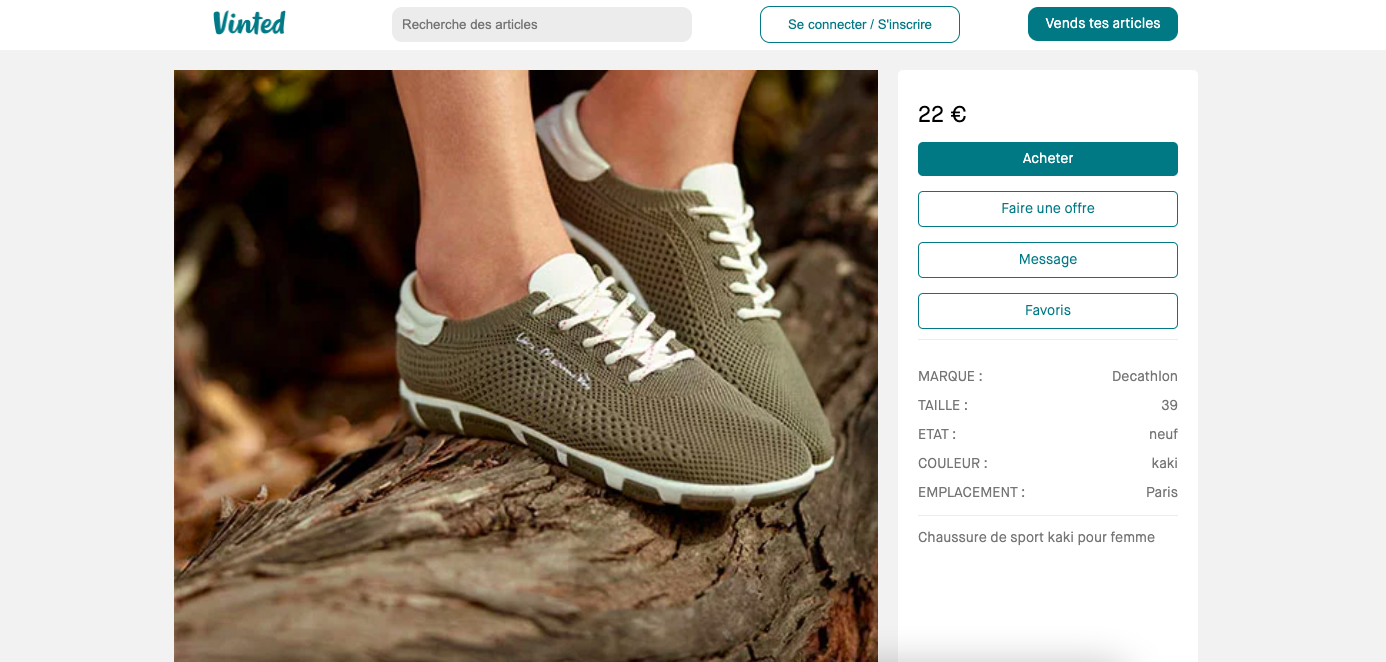 Vinted
Recherche des articles
Se connecter / S'inscrire
Vends tes articles
22 €
Acheter
Faire une offre
Message
Favoris
MARQUE : Decathlon
TAILLE : 39
ETAT : neuf
COULEUR : kaki
EMPLACEMENT : Paris
Chaussure de sport kaki pour femme